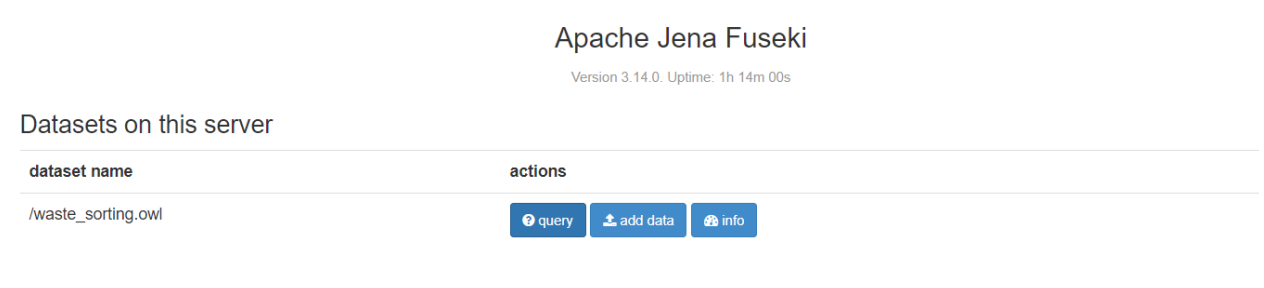 Apache Jena Fuseki
Version 3.14.0. Uptime: 1h 14m 00s
Datasets on this server
dataset name actions
/waste_sorting.owl query add data info